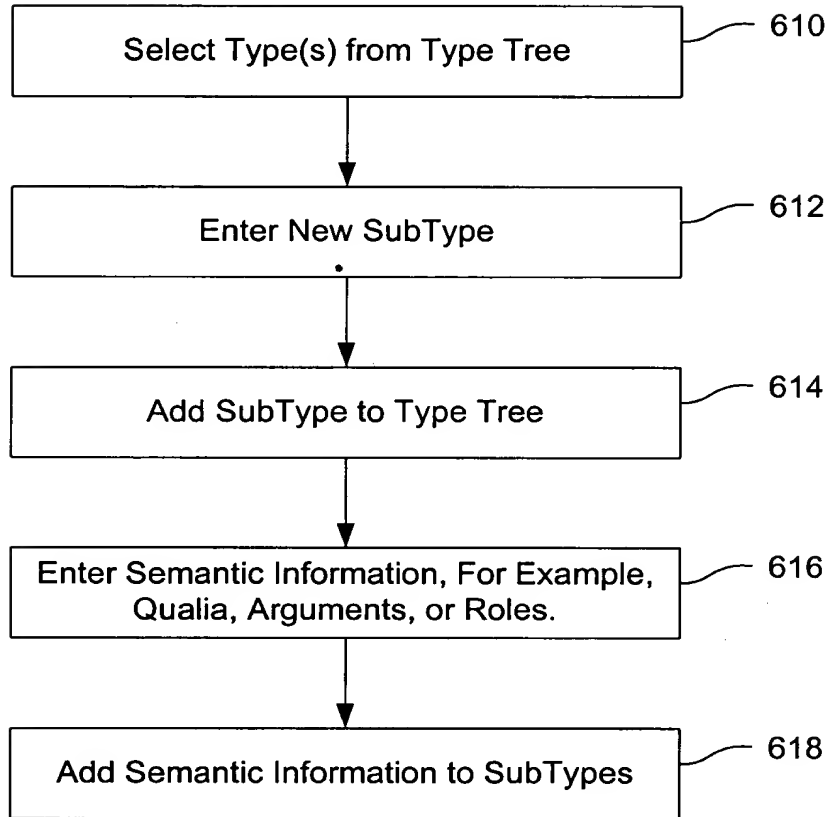 Select Type(s) from Type Tree
610
Enter New SubType
612
Add SubType to Type Tree
614
Enter Semantic Information, For Example,
Qualia, Arguments, or Roles.
616
Add Semantic Information to SubTypes
618